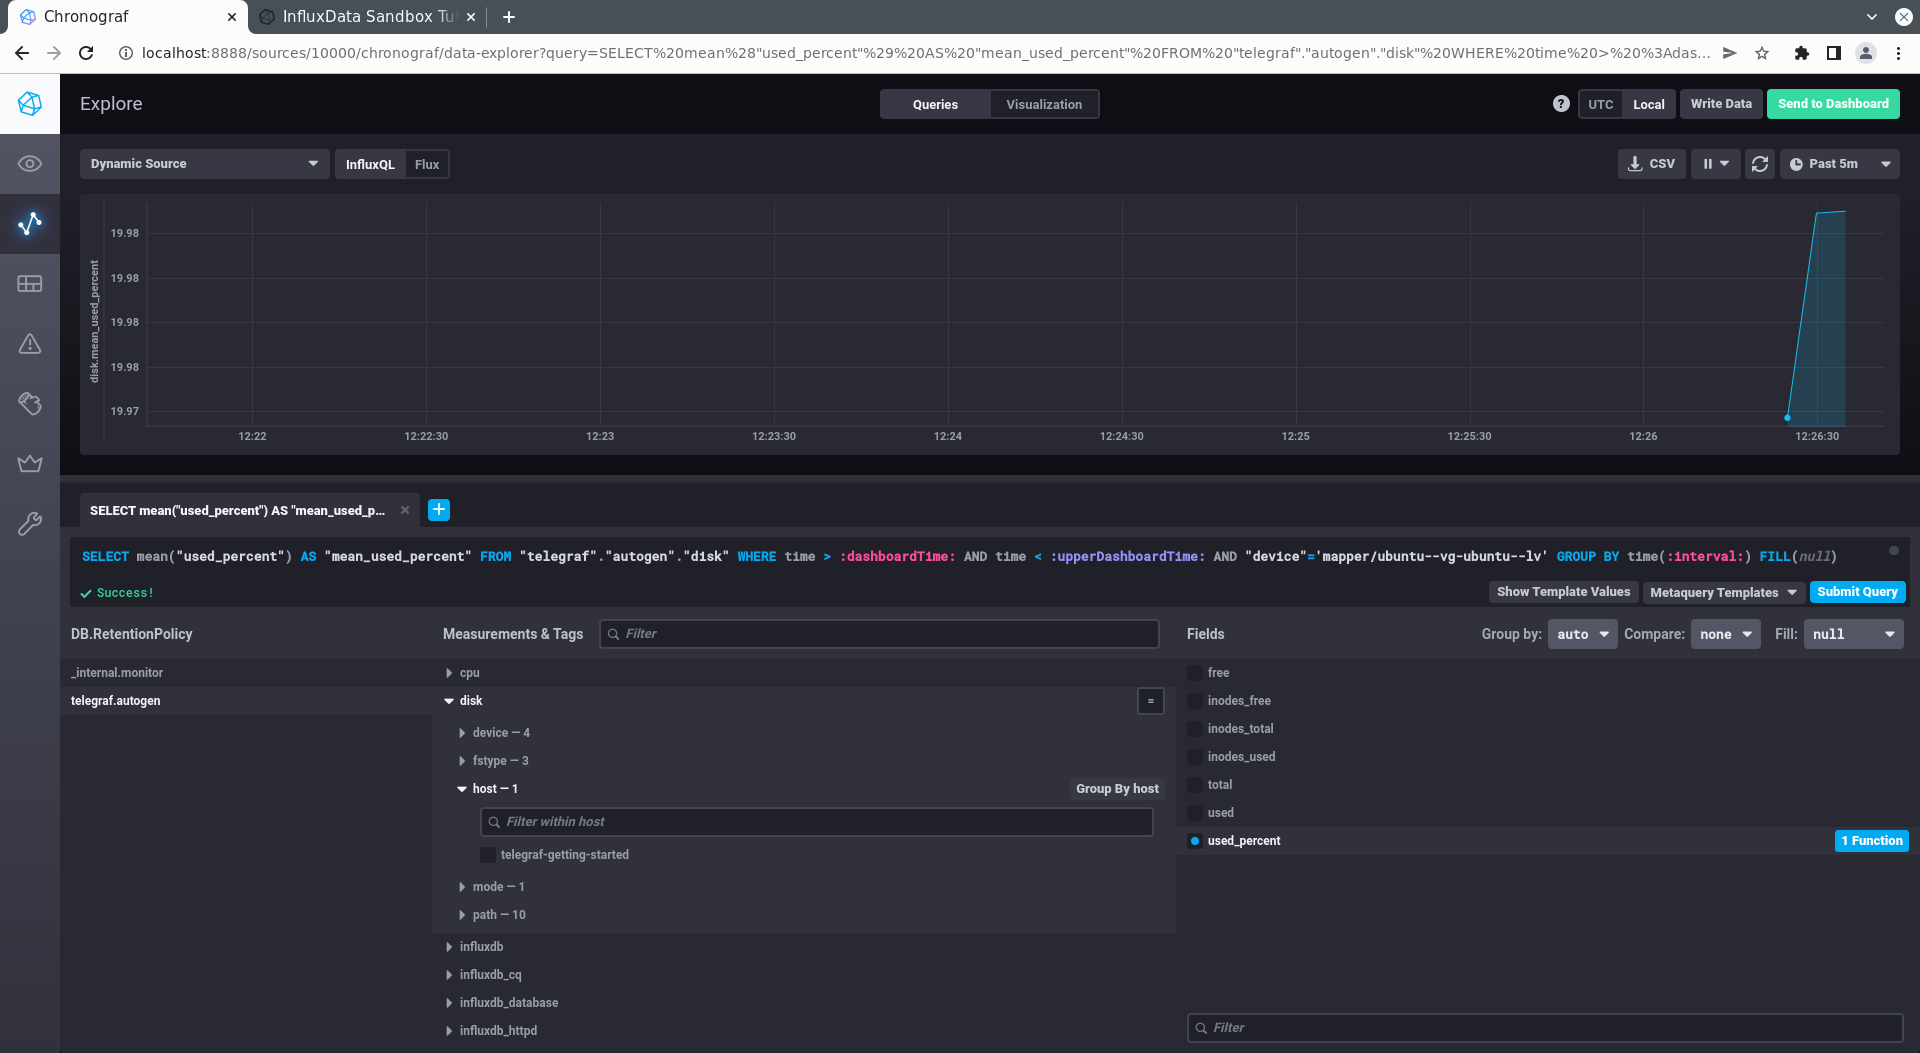 Chronograf
InfluxData Sandbox Tut
localhost:8888/sources/10000/chronograf/data-explorer?query=SELECT%20mean%28"used_percent"%29%20AS%20"mean_used_percent"%20FROM%20"telegraf"."autogen"."disk"%20WHERE%20time%20>%20%3Adas...
Explore
Queries
Visualization
?
UTC
Local
Write Data
Send to Dashboard
Dynamic Source
InfluxQL
Flux
CSV
Past 5m
disk.mean_used_percent
19.98
19.98
19.98
19.98
19.97
12:22
12:22:30
12:23
12:23:30
12:24
12:24:30
12:25
12:25:30
12:26
12:26:30
SELECT mean("used_percent") AS "mean_used_p...
SELECT mean("used_percent") AS "mean_used_percent" FROM "telegraf"."autogen"."disk" WHERE time > :dashboardTime: AND time < :upperDashboardTime: AND "device"='mapper/ubuntu--vg-ubuntu--lv' GROUP BY time(:interval:) FILL(null)
Success!
Show Template Values
Metaquery Templates
Submit Query
DB.RetentionPolicy
Measurements & Tags
Filter
Fields
Group by:
auto
Compare:
none
Fill:
null
_internal.monitor
telegraf.autogen
cpu
disk
=
device — 4
fstype — 3
host — 1
Group By host
Filter within host
telegraf-getting-started
mode — 1
path — 10
influxdb
influxdb_cq
influxdb_database
influxdb_httpd
free
inodes_free
inodes_total
inodes_used
total
used
used_percent
1 Function
Filter